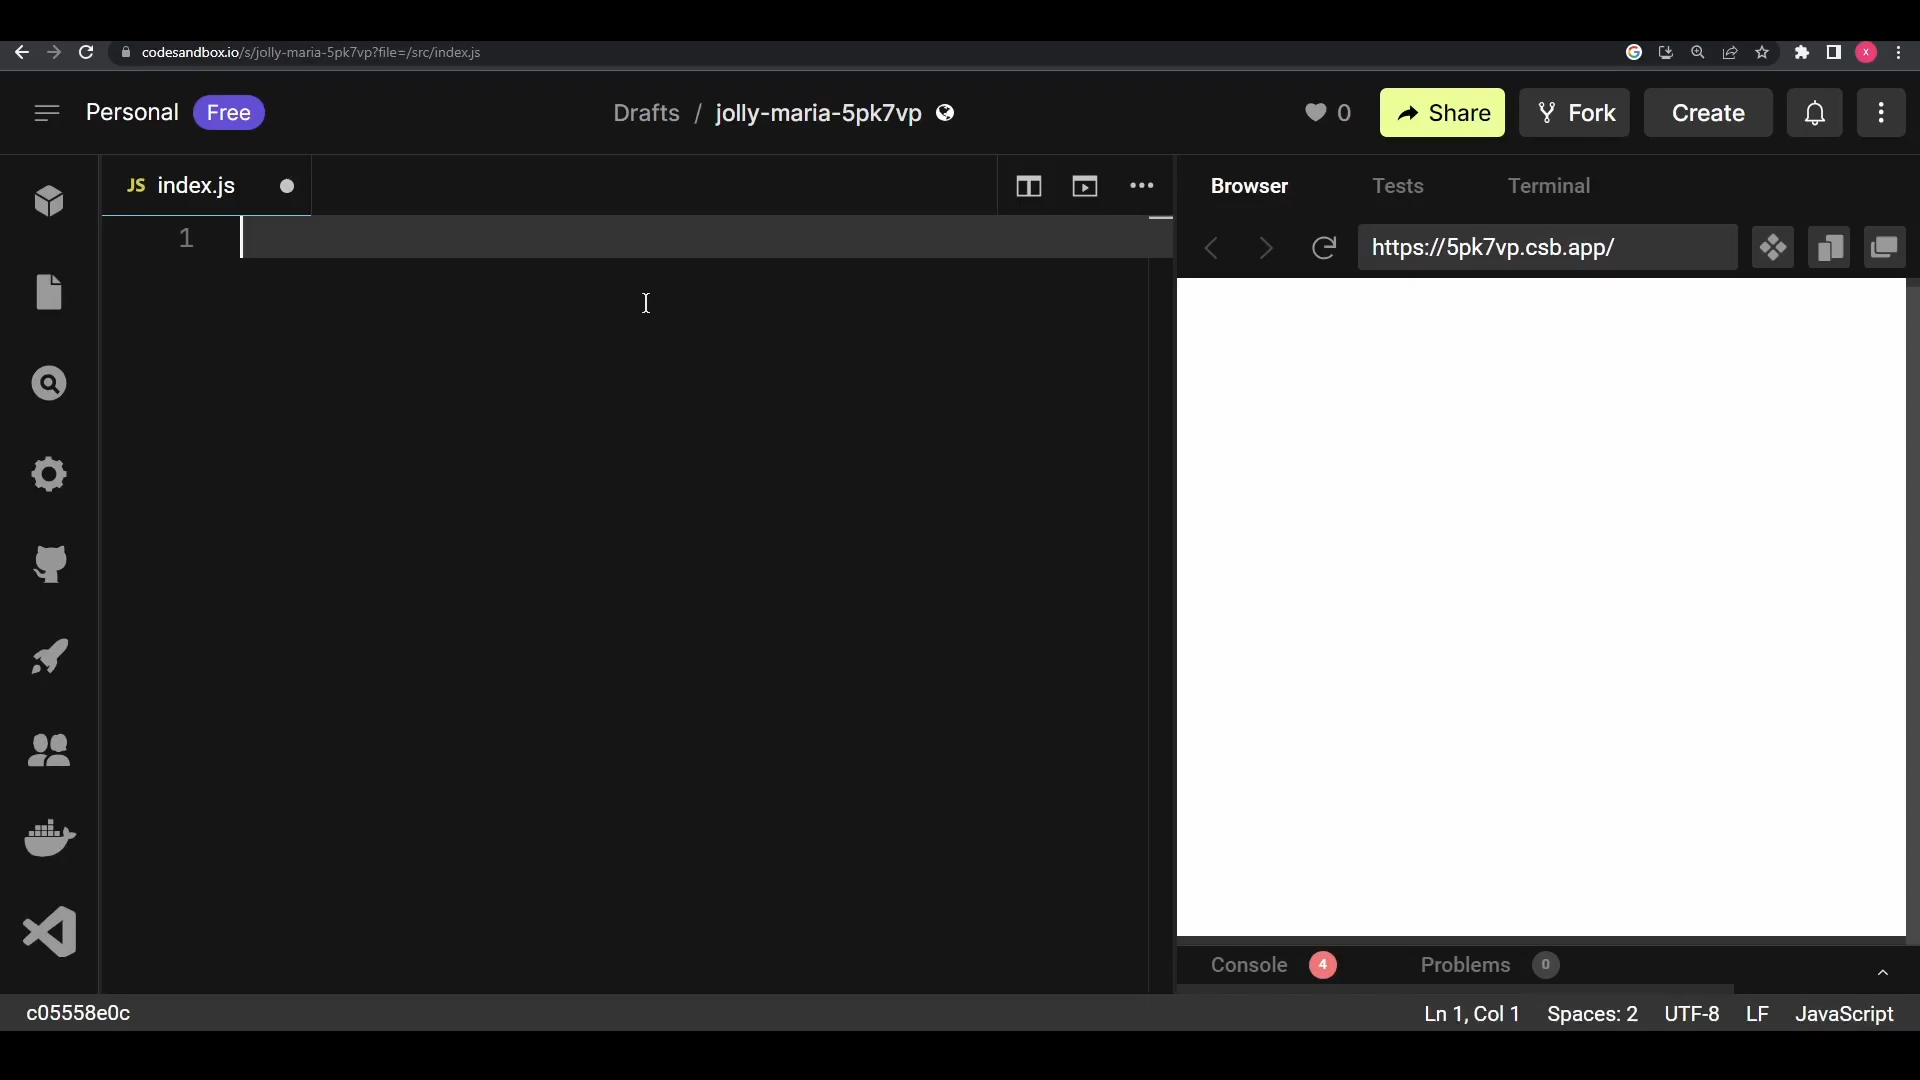 codesandbox.io/s/jolly-maria-5pk7vp?file=/src/index.js
X
Personal Free
Drafts / jolly-maria-5pk7vp
0
Share
Fork
Create
JS index.js
Browser Tests Terminal
1
https://5pk7vp.csb.app/
Console 4 Problems 0
c05558e0c
Ln 1, Col 1 Spaces: 2 UTF-8 LF JavaScript